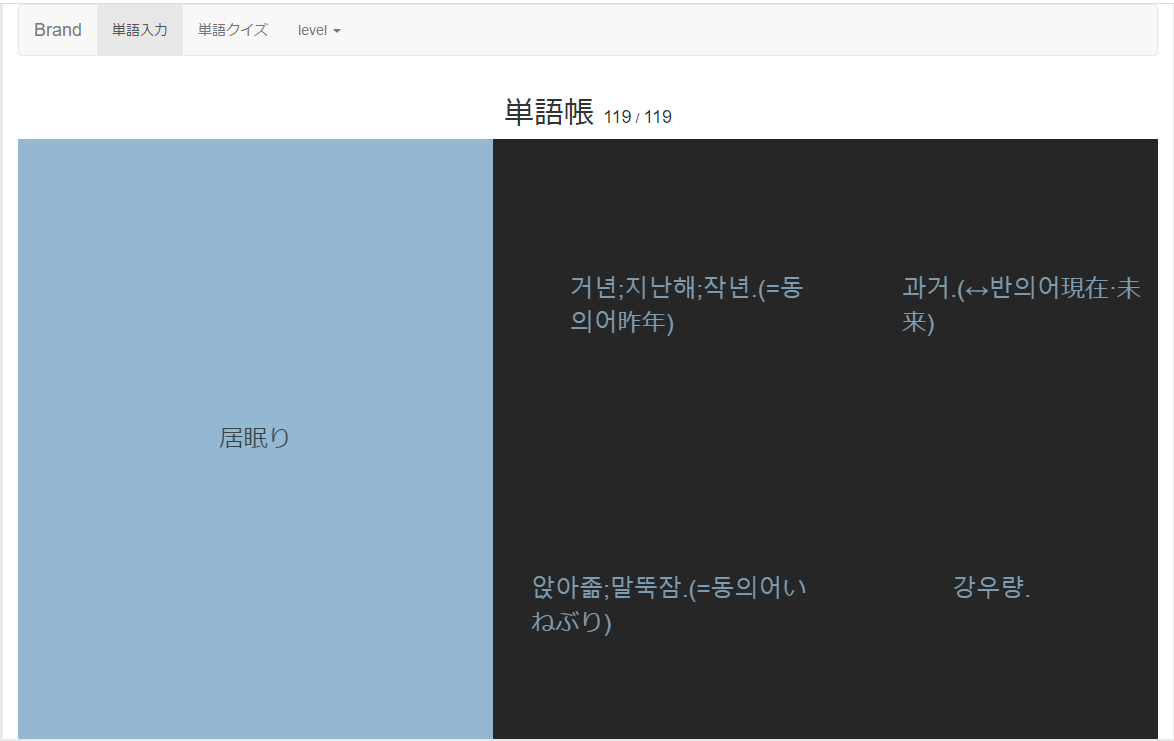 Brand 単語入力 単語クイズ level
単語帳 119 / 119
居眠り
거년;지난해;작년.(=동
의어昨年)
과거.(↔반의어現在·未
来)
앉아졺;말뚝잠.(=동의어い
ねぶり)
강우량.